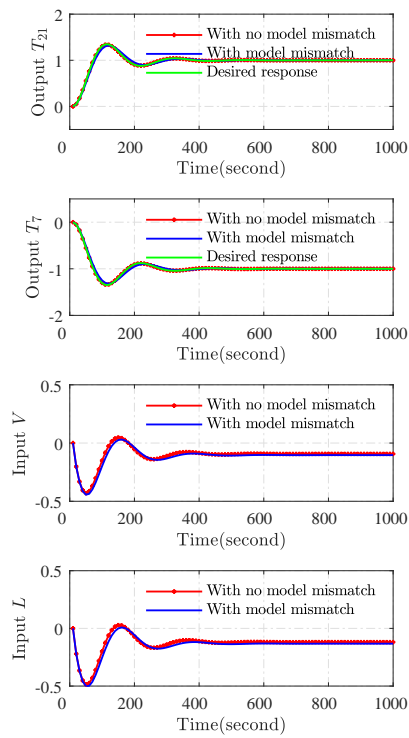 2
1
0
Output T21
With no model mismatch
With model mismatch
Desired response
0 200 400 600 800 1000
Time(second)
0
-1
-2
Output T7
With no model mismatch
With model mismatch
Desired response
0 200 400 600 800 1000
Time(second)
0.5
0
-0.5
Input V
With no model mismatch
With model mismatch
0 200 400 600 800 1000
Time(second)
0.5
0
-0.5
Input L
With no model mismatch
With model mismatch
0 200 400 600 800 1000
Time(second)